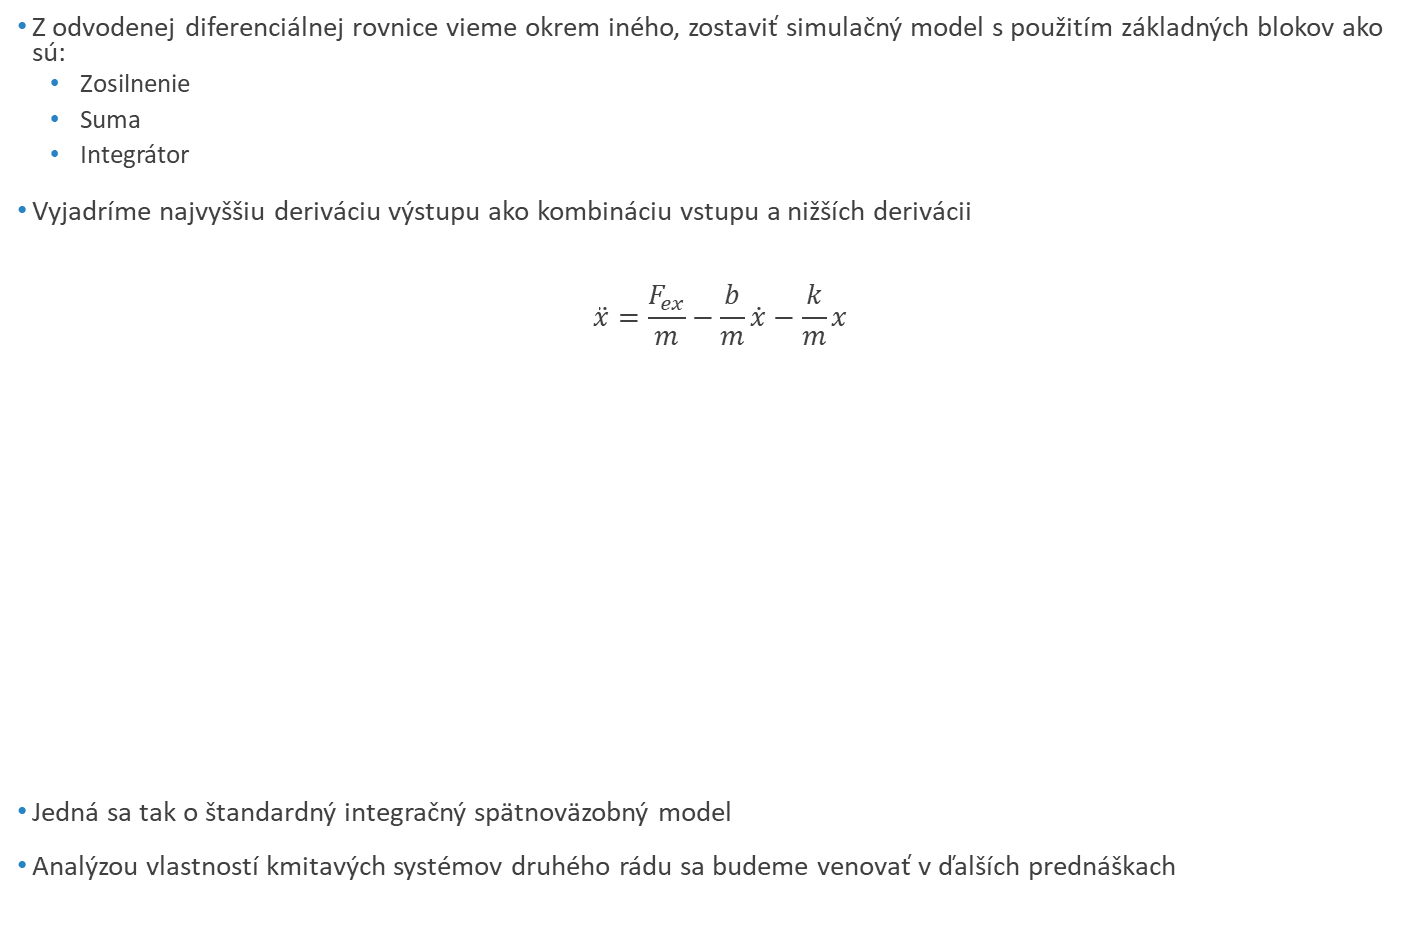 • Z odvodenej diferenciálnej rovnice vieme okrem iného, zostaviť simulačný model s použitím základných blokov ako
sú:
• Zosilnenie
• Suma
• Integrátor
• Vyjadríme najvyššiu deriváciu výstupu ako kombináciu vstupu a nižších derivácii
ẍ = F_ex/m − b/m ẋ − k/m x
• Jedná sa tak o štandardný integračný spätnoväzobný model
• Analýzou vlastností kmitavých systémov druhého rádu sa budeme venovať v ďalších prednáškach